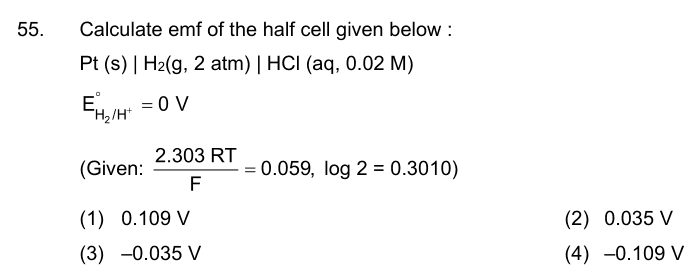 55. Calculate emf of the half cell given below :
Pt (s) | H₂(g, 2 atm) | HCl (aq, 0.02 M)
E°H₂/H⁺ = 0 V
(Given: 2.303 RT / F = 0.059, log 2 = 0.3010)
(1) 0.109 V (2) 0.035 V
(3) –0.035 V (4) –0.109 V